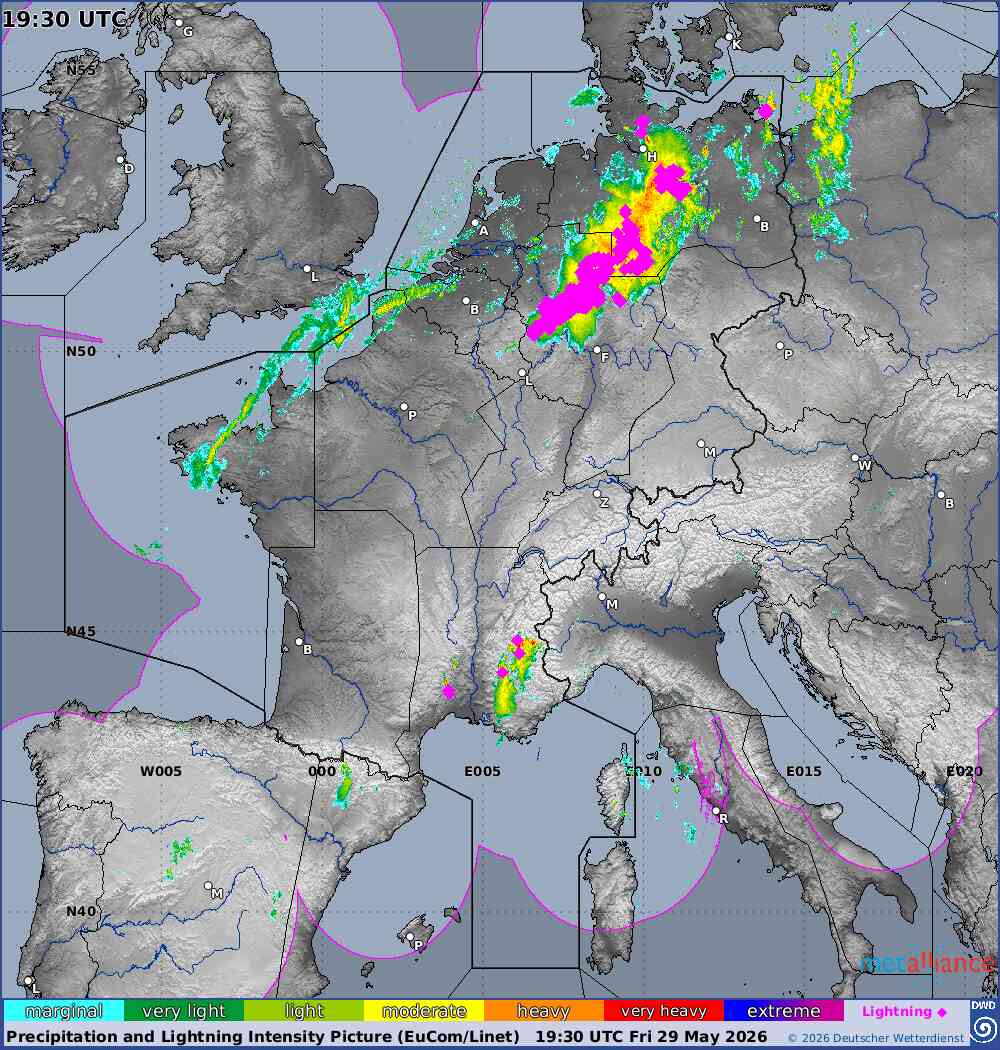 19:30 UTC
G
K
N55
D
H
A
B
L
B
N50
F
P
L
P
M
W
Z
B
M
N45
B
W005
000
E005
E010
E015
E020
R
M
N40
P
L
metalliance
marginal
very light
light
moderate
heavy
very heavy
extreme
Lightning
DWD
Precipitation and Lightning Intensity Picture (EuCom/Linet) 19:30 UTC Fri 29 May 2026 © 2026 Deutscher Wetterdienst